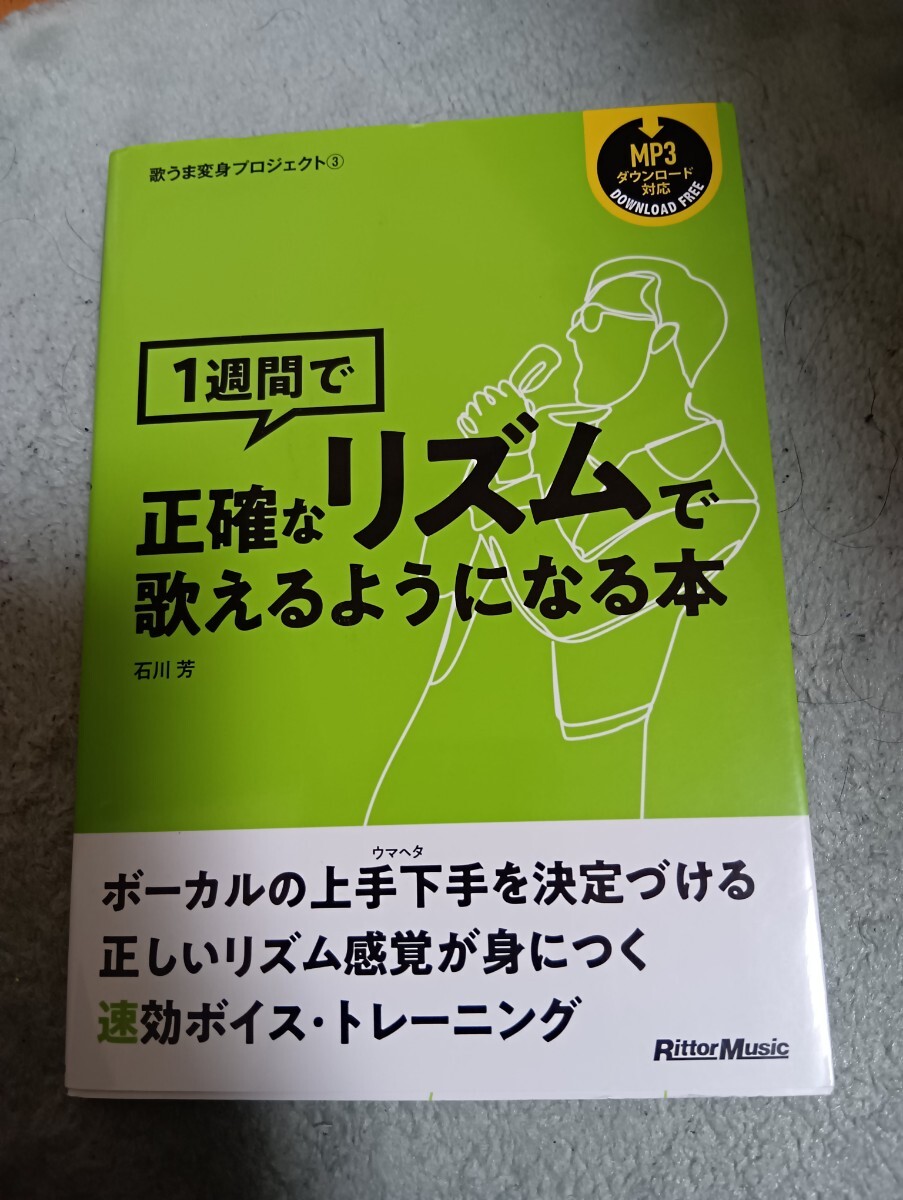 歌うま変身プロジェクト③
MP3
ダウンロード
対応
DOWNLOAD FREE
1週間で
正確なリズムで
歌えるようになる本
石川 芳
ウマヘタ
ボーカルの上手下手を決定づける
正しいリズム感覚が身につく
速効ボイス・トレーニング
RittorMusic